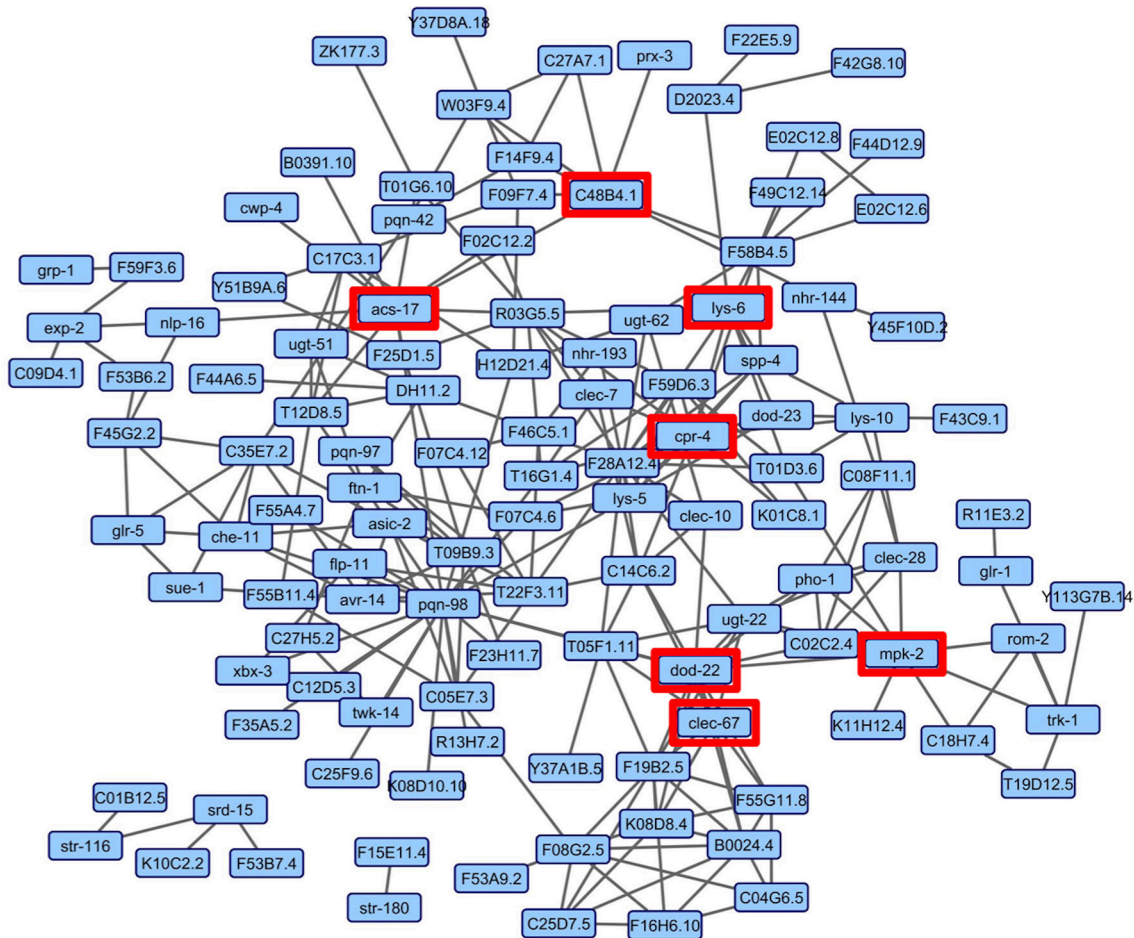 Y37D8A.18
ZK177.3
C27A7.1
prx-3
F22E5.9
F42G8.10
W03F9.4
D2023.4
E02C12.8
F44D12.9
B0391.10
F14F9.4
T01G6.10
F09F7.4
C48B4.1
F49C12.14
cwp-4
pqn-42
E02C12.6
F02C12.2
F58B4.5
C17C3.1
grp-1
F59F3.6
Y51B9A.6
nhr-144
acs-17
lys-6
R03G5.5
exp-2
nlp-16
ugt-62
Y45F10D.2
ugt-51
F25D1.5
nhr-193
H12D21.4
spp-4
C09D4.1
F53B6.2
F44A6.5
DH11.2
clec-7
F59D6.3
T12D8.5
dod-23
lys-10
F43C9.1
F45G2.2
F46C5.1
cpr-4
C35E7.2
pqn-97
F07C4.12
F28A12.4
T16G1.4
T01D3.6
C08F11.1
ftn-1
lys-5
F55A4.7
F07C4.6
clec-10
K01C8.1
R11E3.2
glr-5
che-11
asic-2
T09B9.3
clec-28
flp-11
C14C6.2
pho-1
glr-1
sue-1
F55B11.4
avr-14
pqn-98
T22F3.11
Y113G7B.14
ugt-22
C27H5.2
F23H11.7
T05F1.11
C02C2.4
rom-2
mpk-2
xbx-3
dod-22
C12D5.3
C05E7.3
F35A5.2
twk-14
clec-67
K11H12.4
trk-1
R13H7.2
C18H7.4
C25F9.6
Y37A1B.5
F19B2.5
K08D10.10
T19D12.5
C01B12.5
F55G11.8
srd-15
K08D8.4
str-116
F08G2.5
B0024.4
K10C2.2
F53B7.4
F15E11.4
F53A9.2
C04G6.5
str-180
C25D7.5
F16H6.10